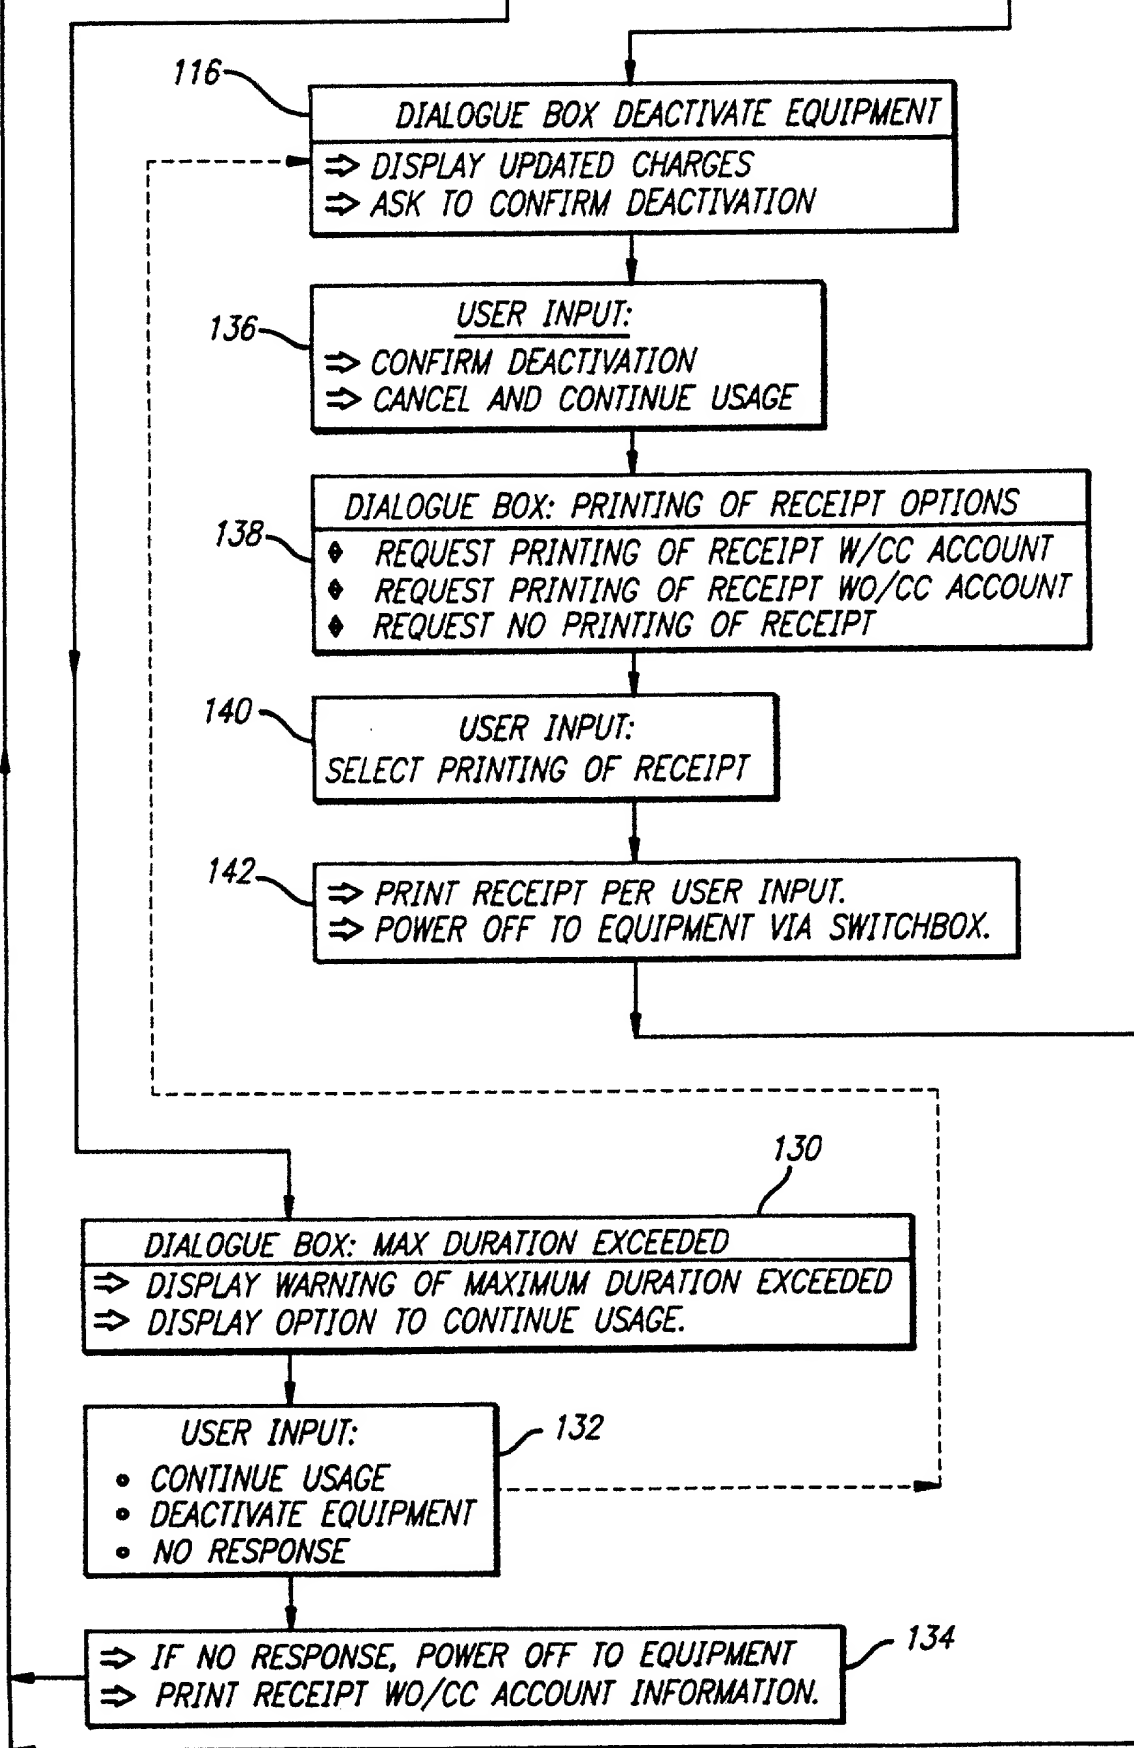 116
DIALOGUE BOX DEACTIVATE EQUIPMENT
⇒ DISPLAY UPDATED CHARGES
⇒ ASK TO CONFIRM DEACTIVATION
136
USER INPUT:
⇒ CONFIRM DEACTIVATION
⇒ CANCEL AND CONTINUE USAGE
138
DIALOGUE BOX: PRINTING OF RECEIPT OPTIONS
♦ REQUEST PRINTING OF RECEIPT W/CC ACCOUNT
♦ REQUEST PRINTING OF RECEIPT WO/CC ACCOUNT
♦ REQUEST NO PRINTING OF RECEIPT
140
USER INPUT:
SELECT PRINTING OF RECEIPT
142
⇒ PRINT RECEIPT PER USER INPUT.
⇒ POWER OFF TO EQUIPMENT VIA SWITCHBOX.
130
DIALOGUE BOX: MAX DURATION EXCEEDED
⇒ DISPLAY WARNING OF MAXIMUM DURATION EXCEEDED
⇒ DISPLAY OPTION TO CONTINUE USAGE.
132
USER INPUT:
• CONTINUE USAGE
• DEACTIVATE EQUIPMENT
• NO RESPONSE
134
⇒ IF NO RESPONSE, POWER OFF TO EQUIPMENT
⇒ PRINT RECEIPT WO/CC ACCOUNT INFORMATION.